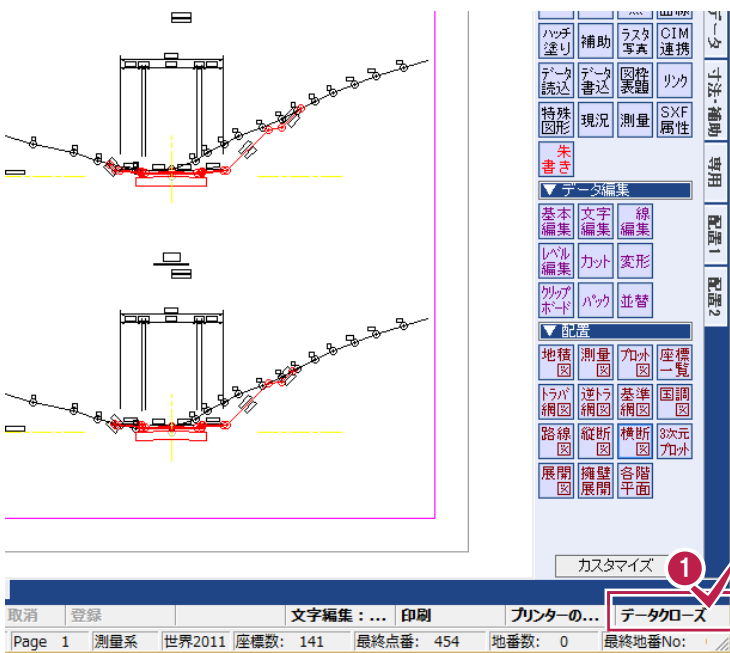 ハッチ塗り 補助 ラスタ写真 CIM連携
データ読込 データ書込 図枠表題 リンク
特殊図形 現況 測量 SXF属性
朱書き
▼ データ編集
基本編集 文字編集 線編集
レベル編集 カット 変形
クリップボード パック 並替
▼ 配置
地積図 測量図 プロット図 座標一覧
トラバ網図 逆トラ網図 基準網図 国調図
路線図 縦断図 横断図 3次元プロット
展開図 擁壁展開 各階平面
カスタマイズ
データ
寸法・補助
専用
配置1
配置2
1
取消 登録 文字編集：... 印刷 プリンターの... データクローズ
Page 1 測量系 世界2011 座標数: 141 最終点番: 454 地番数: 0 最終地番No: